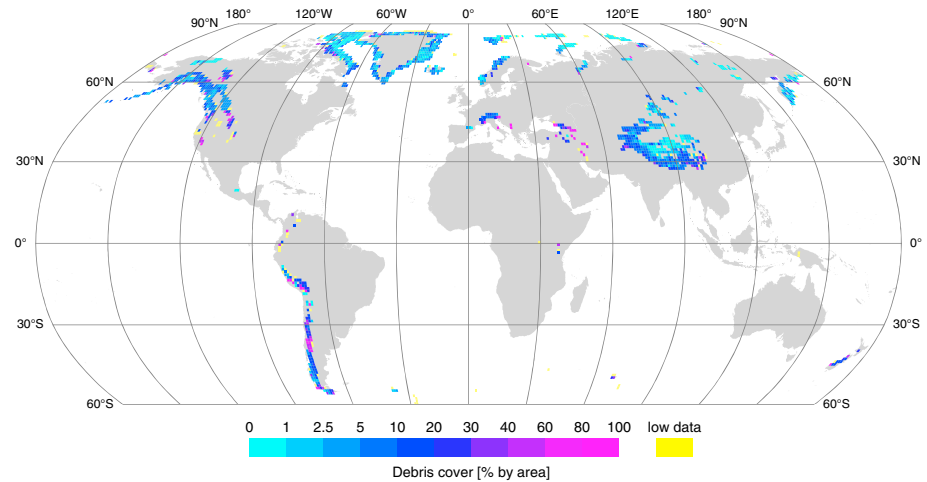 90°N 180° 120°W 60°W 0° 60°E 120°E 180° 90°N
60°N 60°N
30°N 30°N
0° 0°
30°S 30°S
60°S 60°S
0 1 2.5 5 10 20 30 40 60 80 100 low data
Debris cover [% by area]